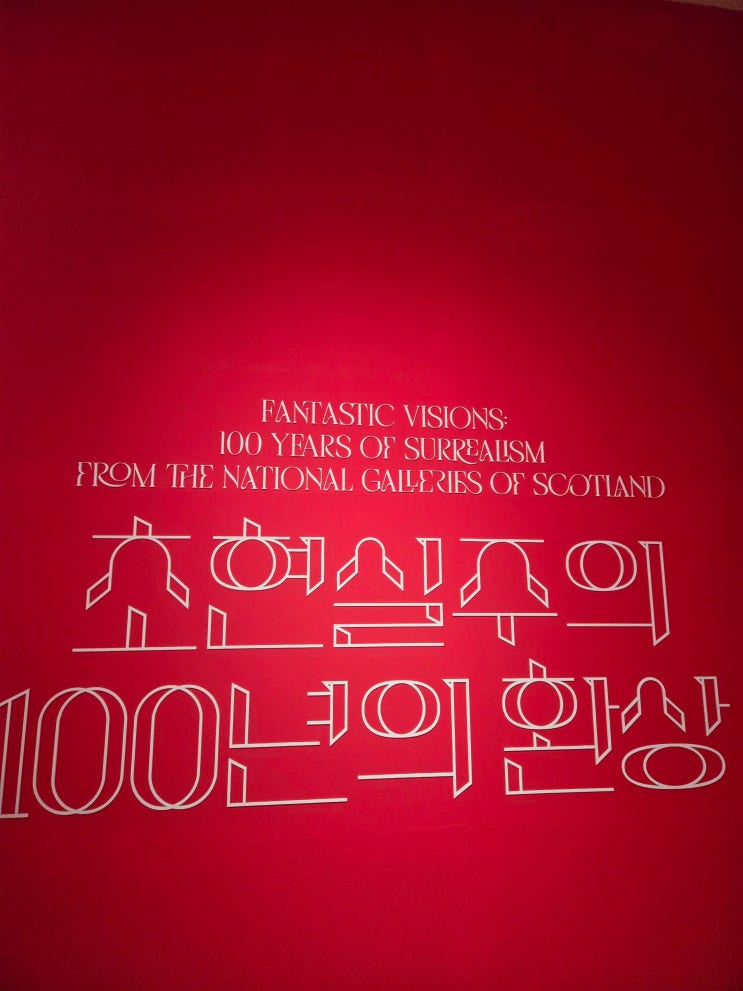 FANTASTIC VISIONS:
100 YEARS OF SURREALISM
FROM THE NATIONAL GALLERIES OF SCOTLAND
초현실주의
100년의 환상